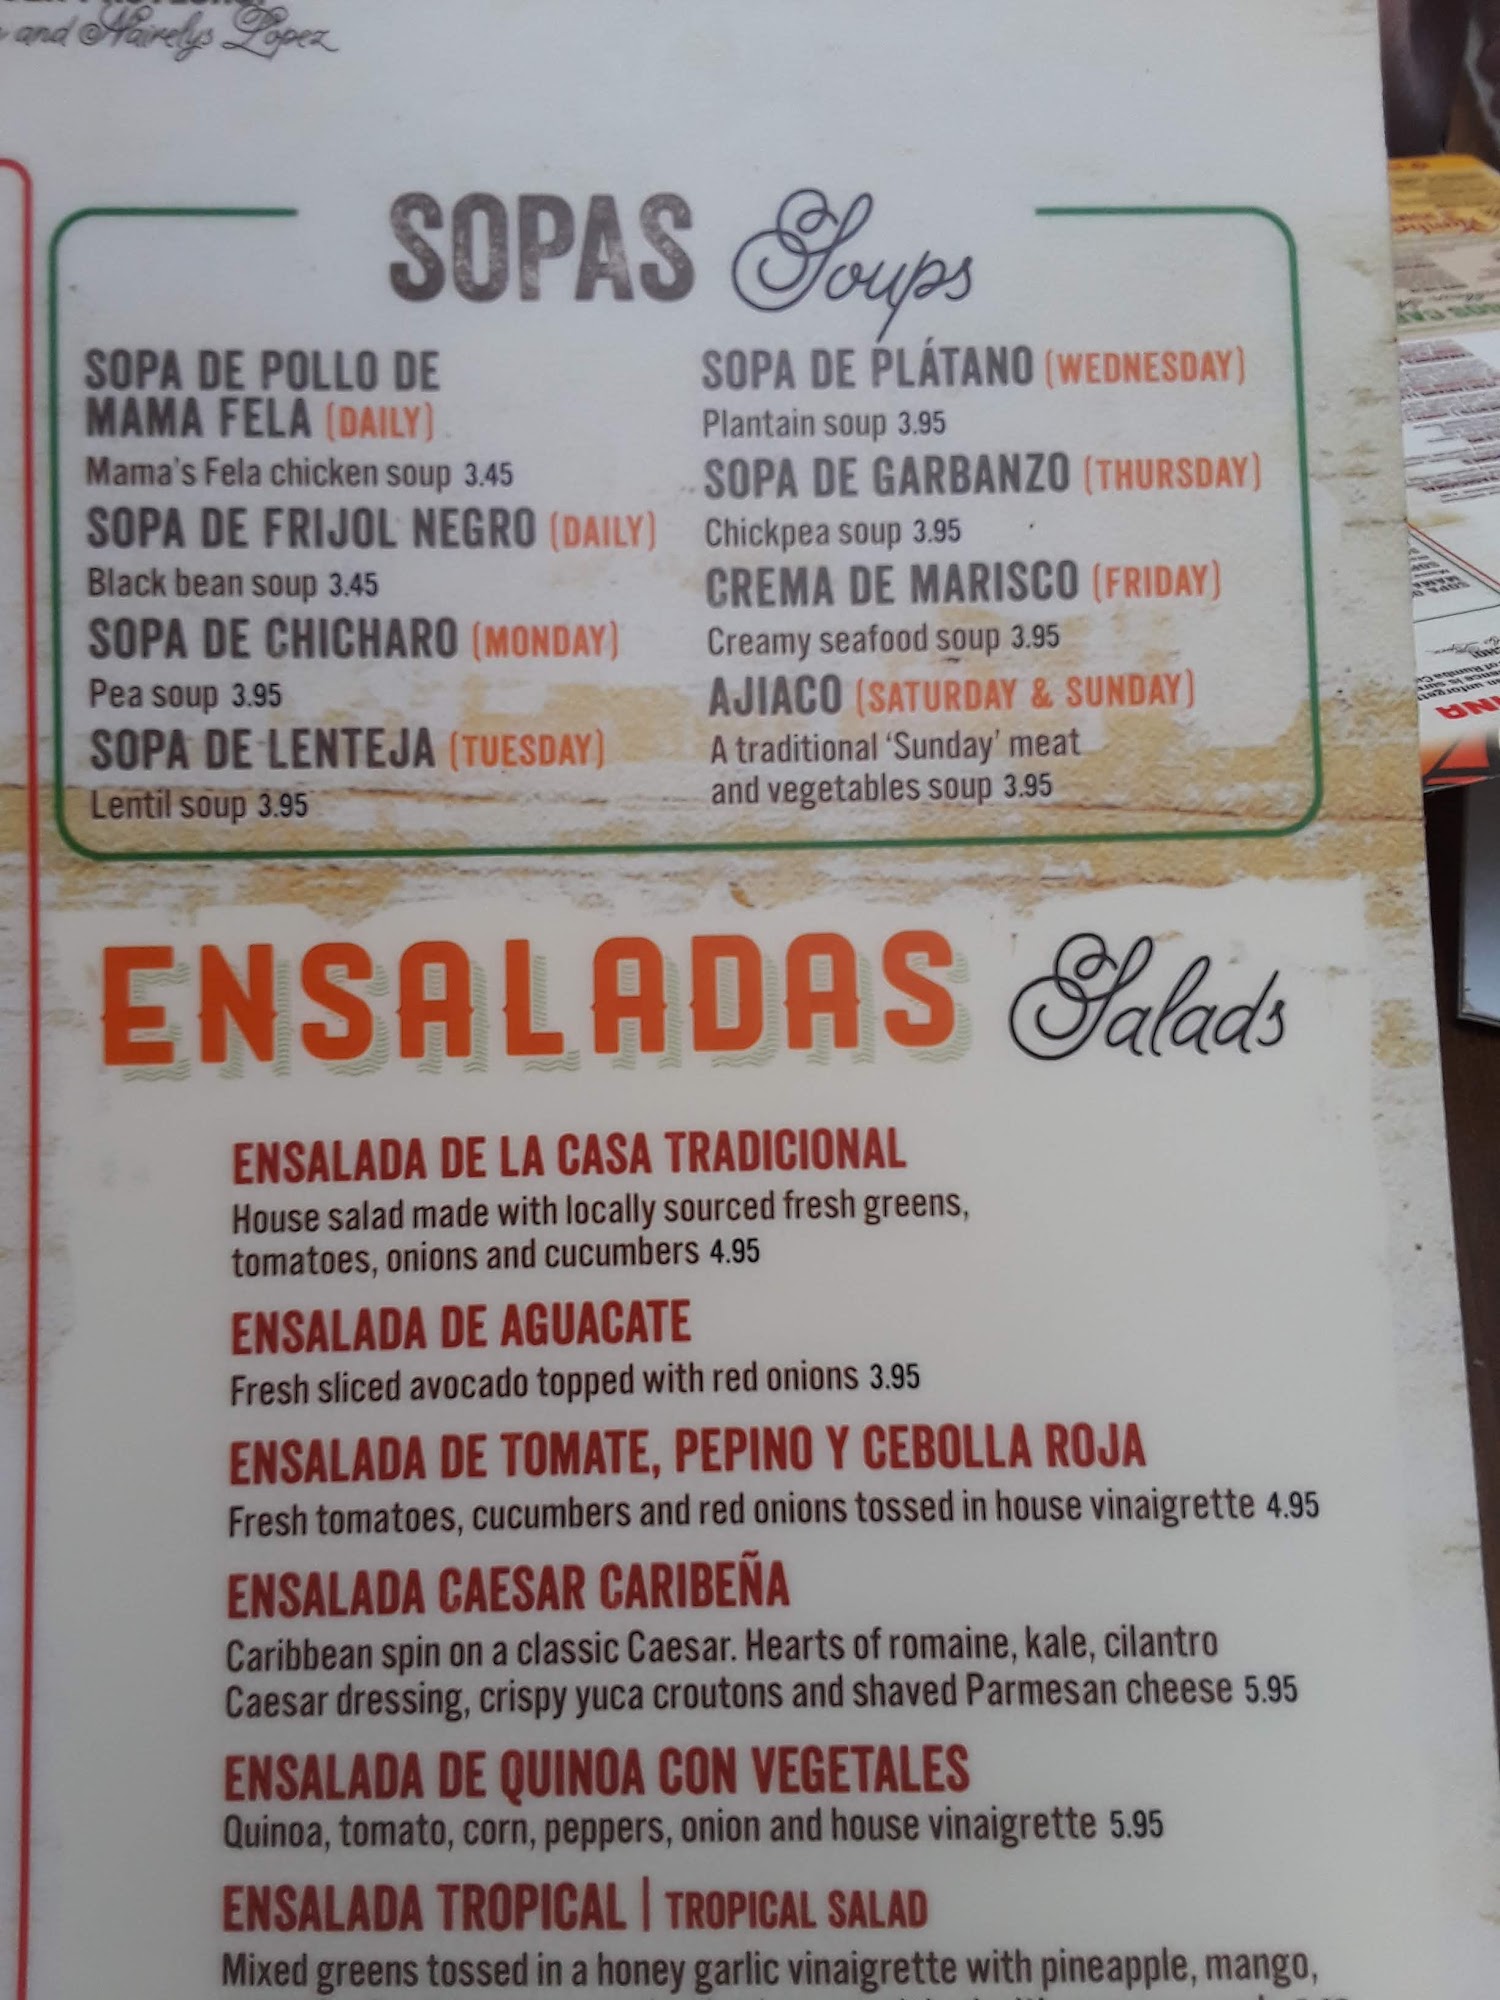 and Nairelys Lopez
SOPAS Soups
SOPA DE POLLO DE
MAMA FELA (DAILY)
Mama's Fela chicken soup 3.45
SOPA DE FRIJOL NEGRO (DAILY)
Black bean soup 3.45
SOPA DE CHICHARO (MONDAY)
Pea soup 3.95
SOPA DE LENTEJA (TUESDAY)
Lentil soup 3.95
SOPA DE PLÁTANO (WEDNESDAY)
Plantain soup 3.95
SOPA DE GARBANZO (THURSDAY)
Chickpea soup 3.95
CREMA DE MARISCO (FRIDAY)
Creamy seafood soup 3.95
AJIACO (SATURDAY & SUNDAY)
A traditional 'Sunday' meat
and vegetables soup 3.95
ENSALADAS Salads
ENSALADA DE LA CASA TRADICIONAL
House salad made with locally sourced fresh greens,
tomatoes, onions and cucumbers 4.95
ENSALADA DE AGUACATE
Fresh sliced avocado topped with red onions 3.95
ENSALADA DE TOMATE, PEPINO Y CEBOLLA ROJA
Fresh tomatoes, cucumbers and red onions tossed in house vinaigrette 4.95
ENSALADA CAESAR CARIBEÑA
Caribbean spin on a classic Caesar. Hearts of romaine, kale, cilantro
Caesar dressing, crispy yuca croutons and shaved Parmesan cheese 5.95
ENSALADA DE QUINOA CON VEGETALES
Quinoa, tomato, corn, peppers, onion and house vinaigrette 5.95
ENSALADA TROPICAL | TROPICAL SALAD
Mixed greens tossed in a honey garlic vinaigrette with pineapple, mango,